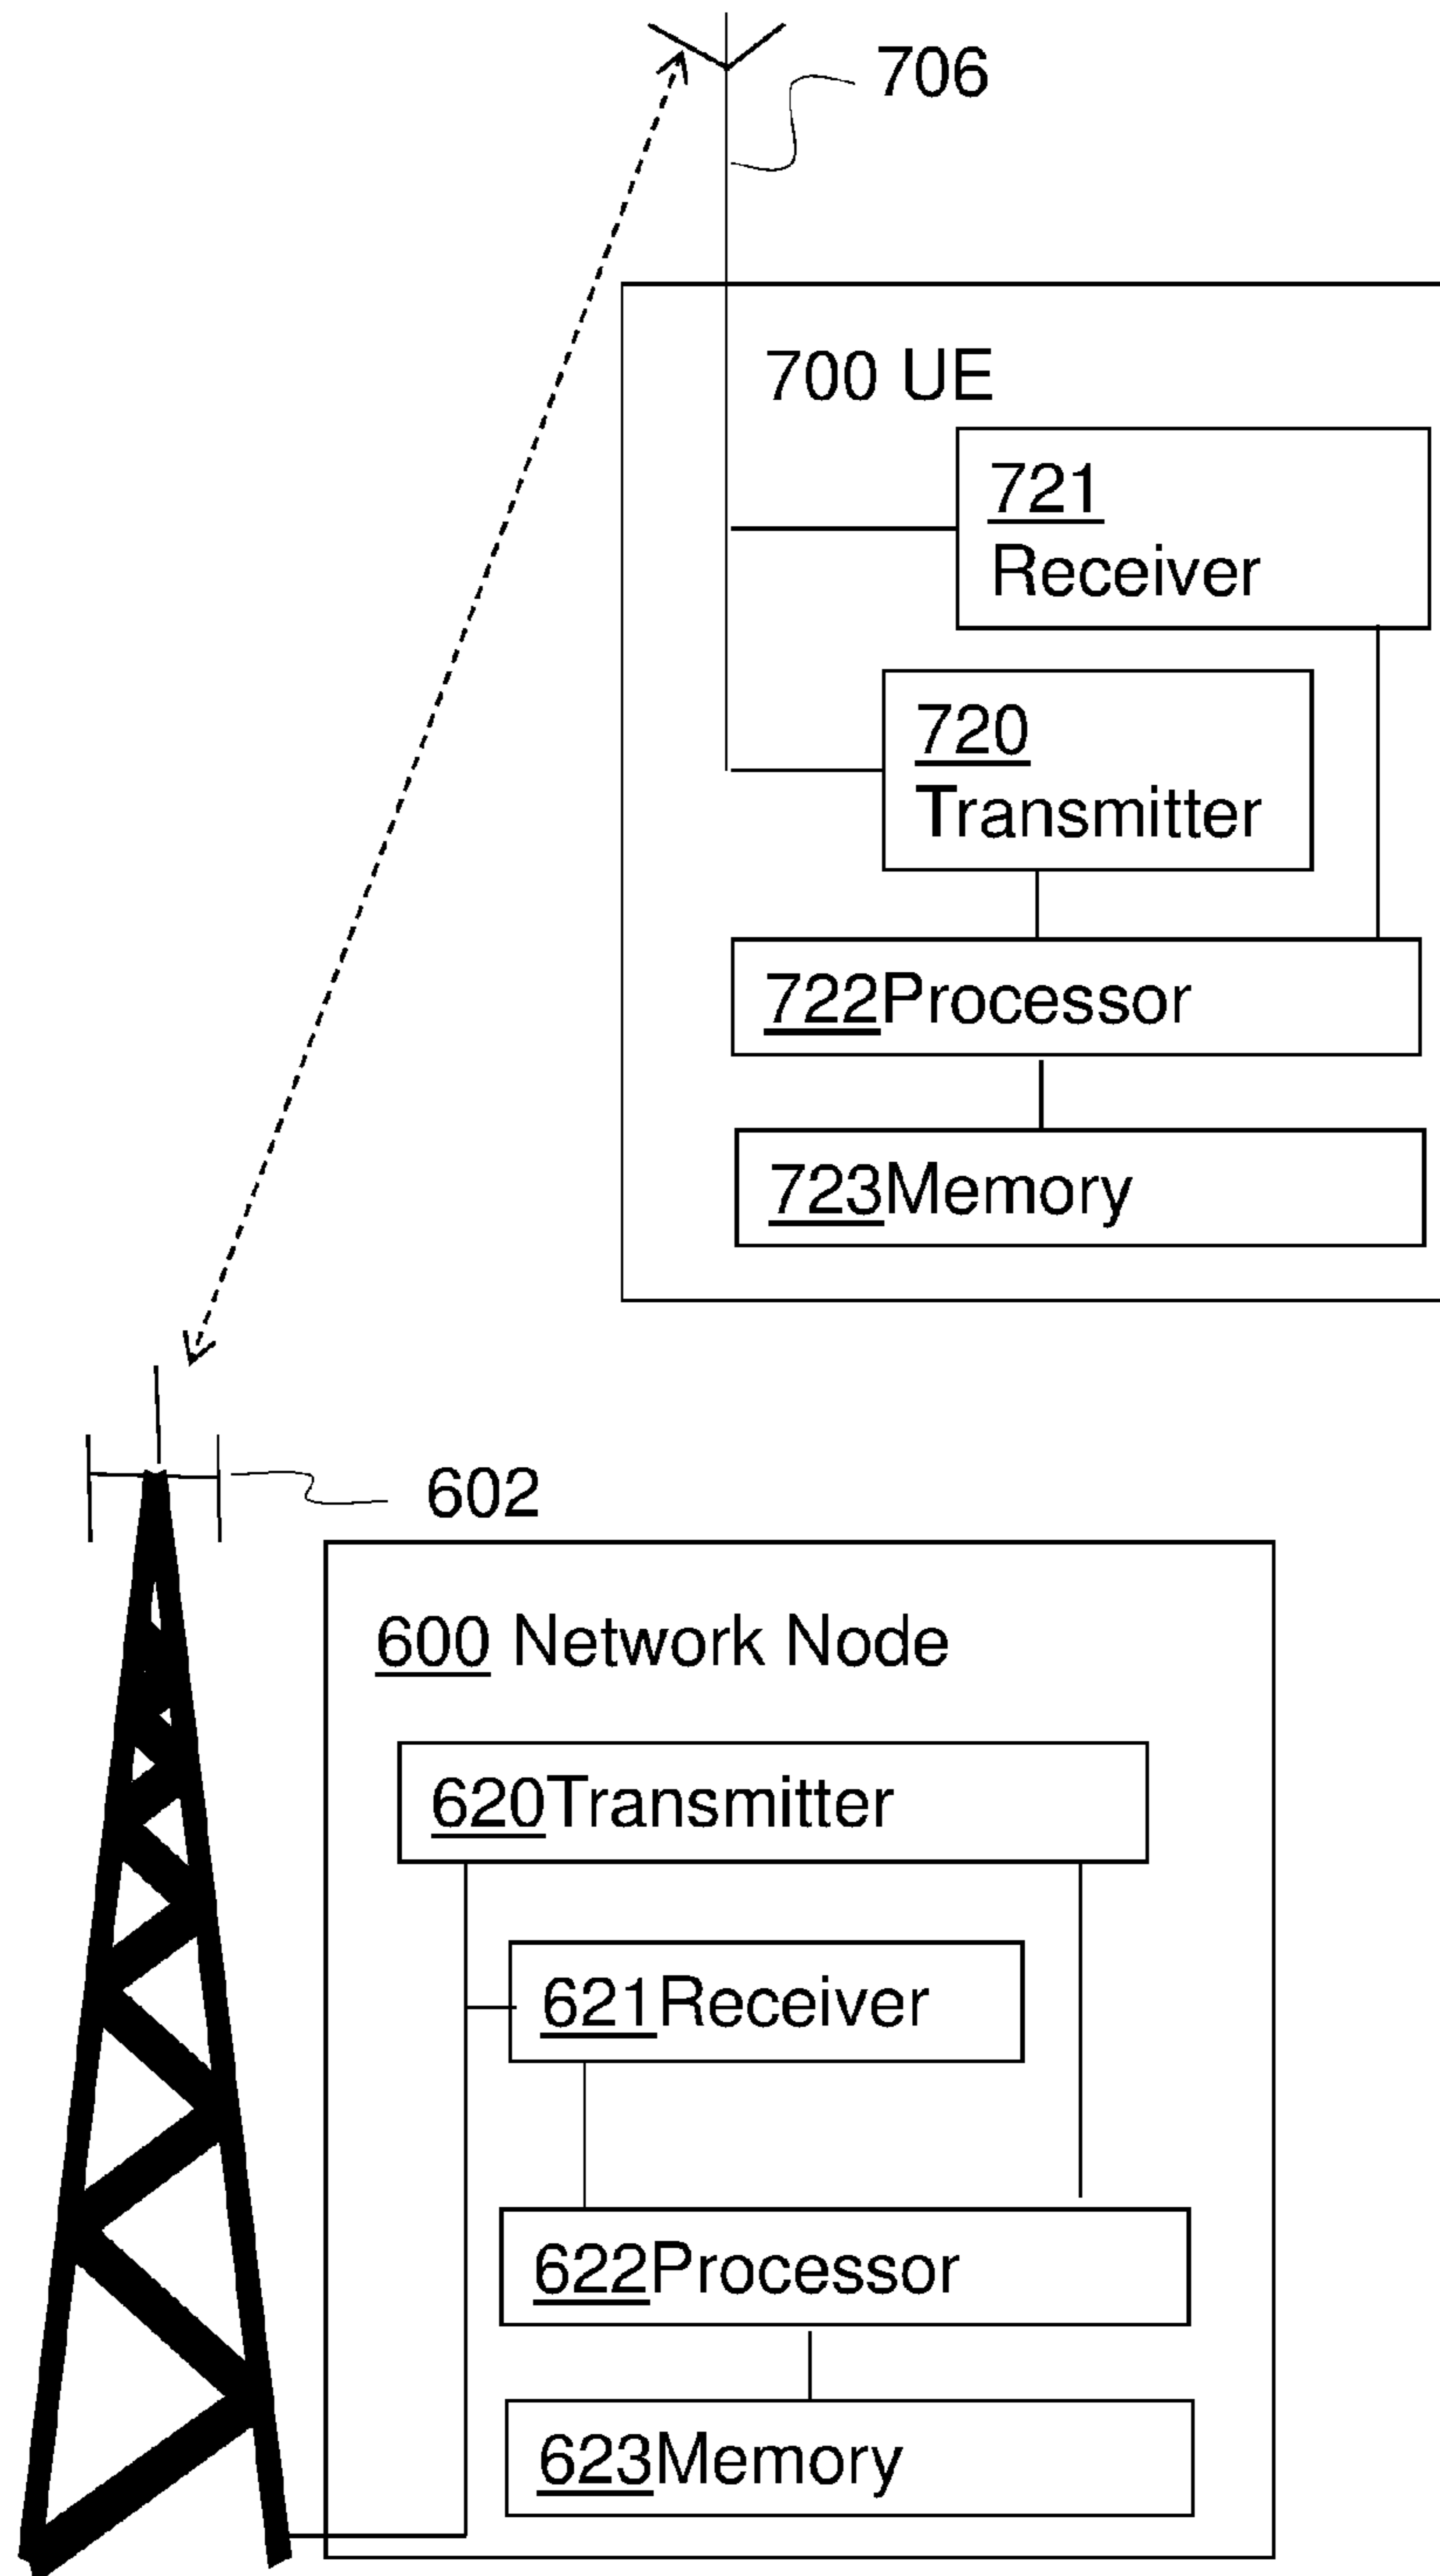 706
700 UE
721
Receiver
720
Transmitter
722Processor
723Memory
602
600 Network Node
620Transmitter
621Receiver
622Processor
623Memory